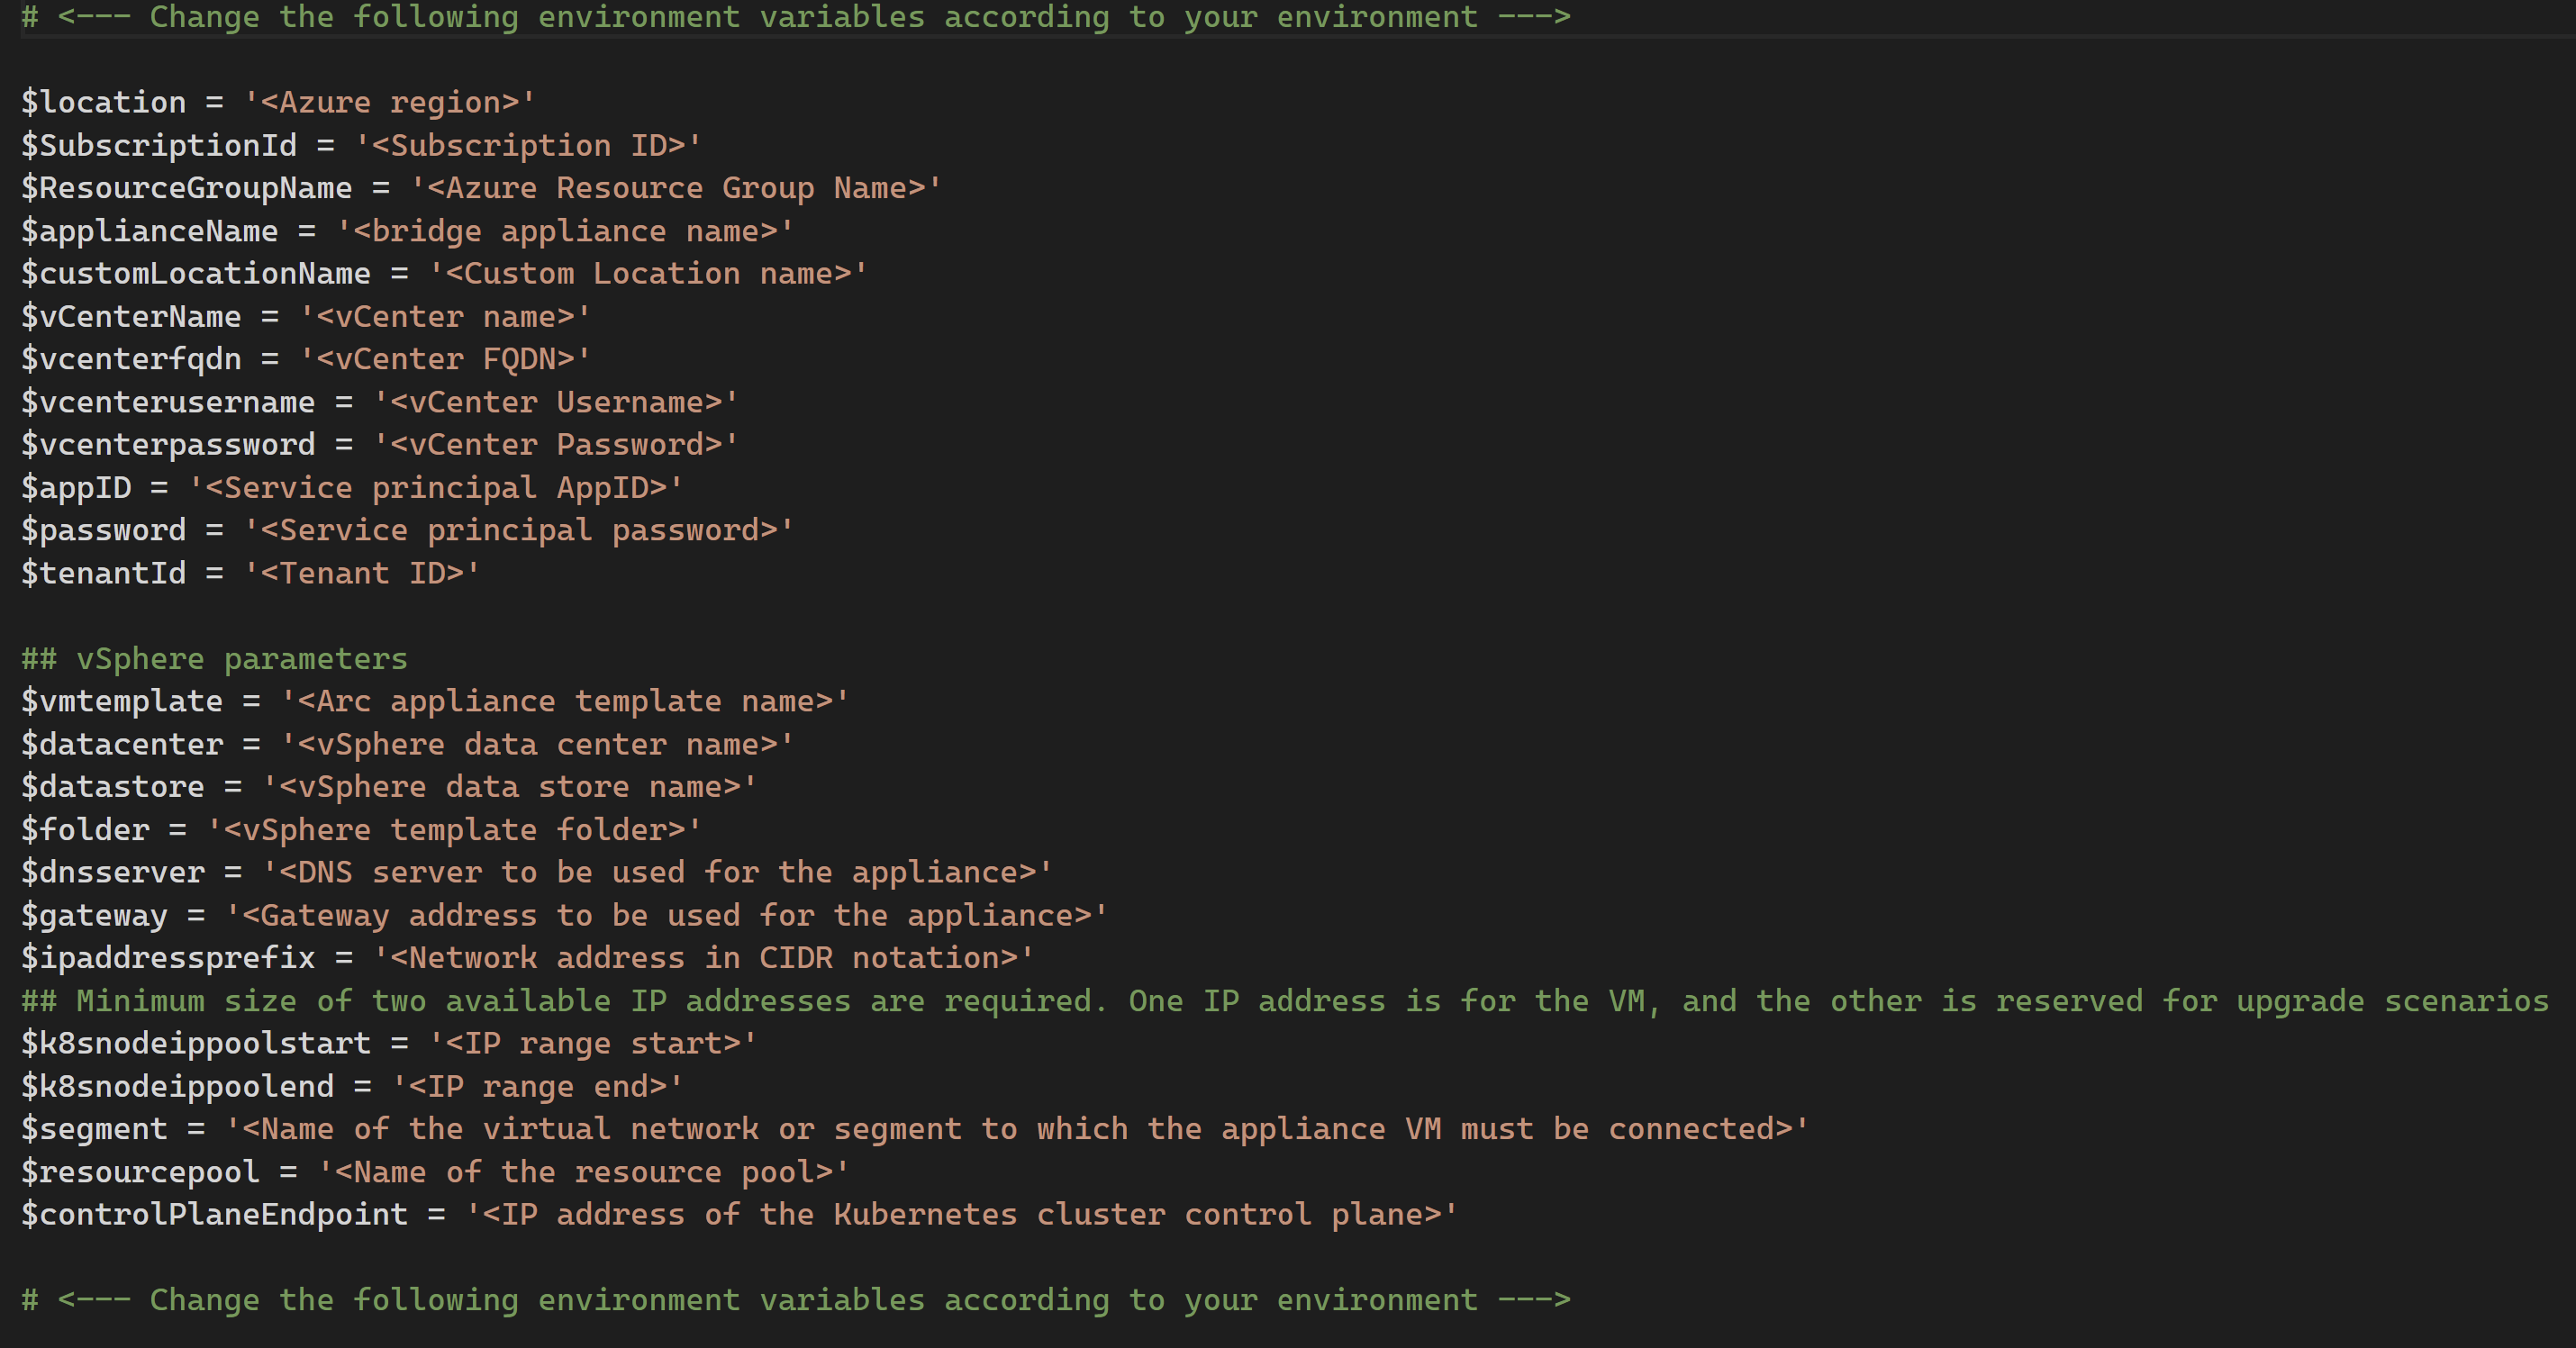 # <--- Change the following environment variables according to your environment --->
$location = '<Azure region>'
$SubscriptionId = '<Subscription ID>'
$ResourceGroupName = '<Azure Resource Group Name>'
$applianceName = '<bridge appliance name>'
$customLocationName = '<Custom Location name>'
$vCenterName = '<vCenter name>'
$vcenterfqdn = '<vCenter FQDN>'
$vcenterusername = '<vCenter Username>'
$vcenterpassword = '<vCenter Password>'
$appID = '<Service principal AppID>'
$password = '<Service principal password>'
$tenantId = '<Tenant ID>'
## vSphere parameters
$vmtemplate = '<Arc appliance template name>'
$datacenter = '<vSphere data center name>'
$datastore = '<vSphere data store name>'
$folder = '<vSphere template folder>'
$dnsserver = '<DNS server to be used for the appliance>'
$gateway = '<Gateway address to be used for the appliance>'
$ipaddressprefix = '<Network address in CIDR notation>'
## Minimum size of two available IP addresses are required. One IP address is for the VM, and the other is reserved for upgrade scenarios
$k8snodeippoolstart = '<IP range start>'
$k8snodeippoolend = '<IP range end>'
$segment = '<Name of the virtual network or segment to which the appliance VM must be connected>'
$resourcepool = '<Name of the resource pool>'
$controlPlaneEndpoint = '<IP address of the Kubernetes cluster control plane>'
# <--- Change the following environment variables according to your environment --->